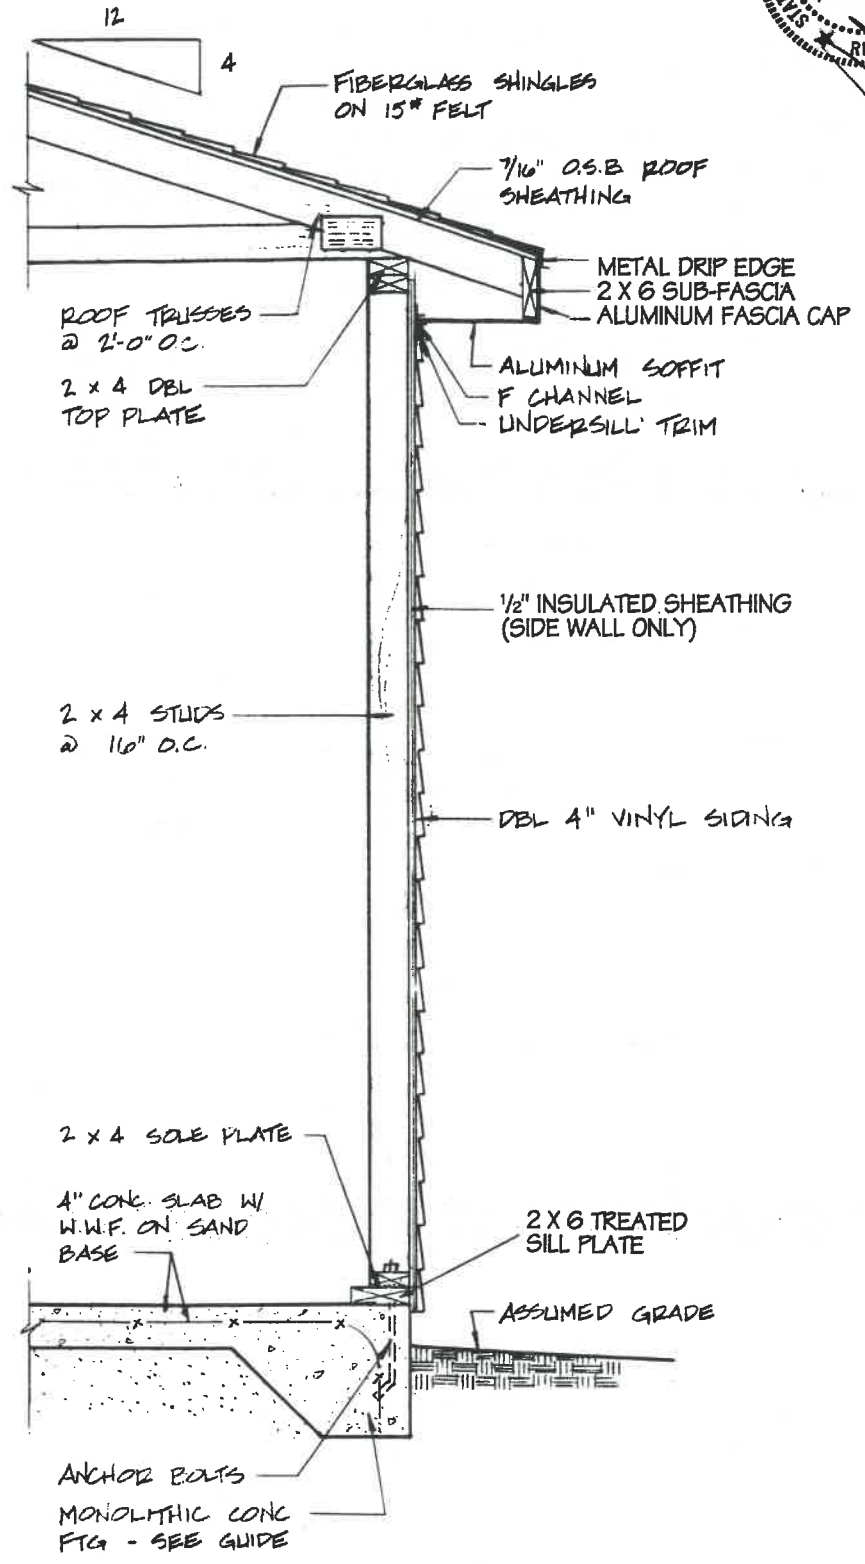 12
4
FIBERGLASS SHINGLES
ON 15# FELT
7/16" O.S.B ROOF
SHEATHING
METAL DRIP EDGE
2 X 6 SUB-FASCIA
ALUMINUM FASCIA CAP
ROOF TRUSSES
@ 2'-0" O.C.
2 x 4 DBL
TOP PLATE
ALUMINUM SOFFIT
F CHANNEL
UNDERSILL TRIM
1/2" INSULATED SHEATHING
(SIDE WALL ONLY)
2 x 4 STUDS
@ 16" O.C.
DBL 4" VINYL SIDING
2 x 4 SOLE PLATE
4" CONC. SLAB W/
W.W.F. ON SAND
BASE
2 X 6 TREATED
SILL PLATE
ASSUMED GRADE
ANCHOR BOLTS
MONOLITHIC CONC
FTG - SEE GUIDE